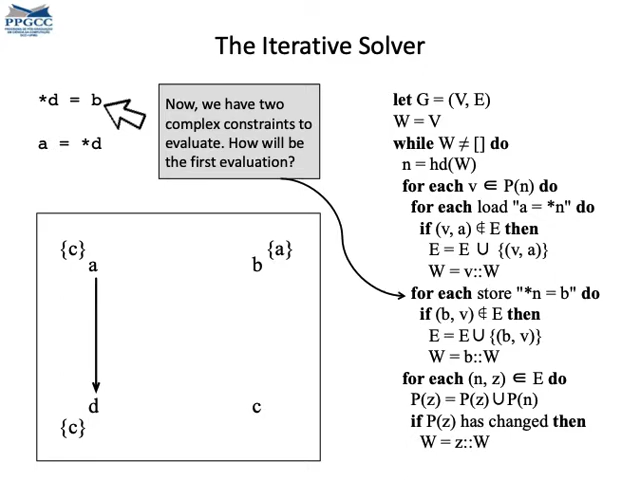 PPGCC
The Iterative Solver
*d = b
a = *d
Now, we have two
complex constraints to
evaluate. How will be
the first evaluation?
{c}
a
{a}
b
d
{c}
c
let G = (V, E)
W = V
while W ≠ [] do
n = hd(W)
for each v ∈ P(n) do
for each load "a = *n" do
if (v, a) ∉ E then
E = E ∪ {(v, a)}
W = v::W
for each store "*n = b" do
if (b, v) ∉ E then
E = E ∪ {(b, v)}
W = b::W
for each (n, z) ∈ E do
P(z) = P(z) ∪ P(n)
if P(z) has changed then
W = z::W